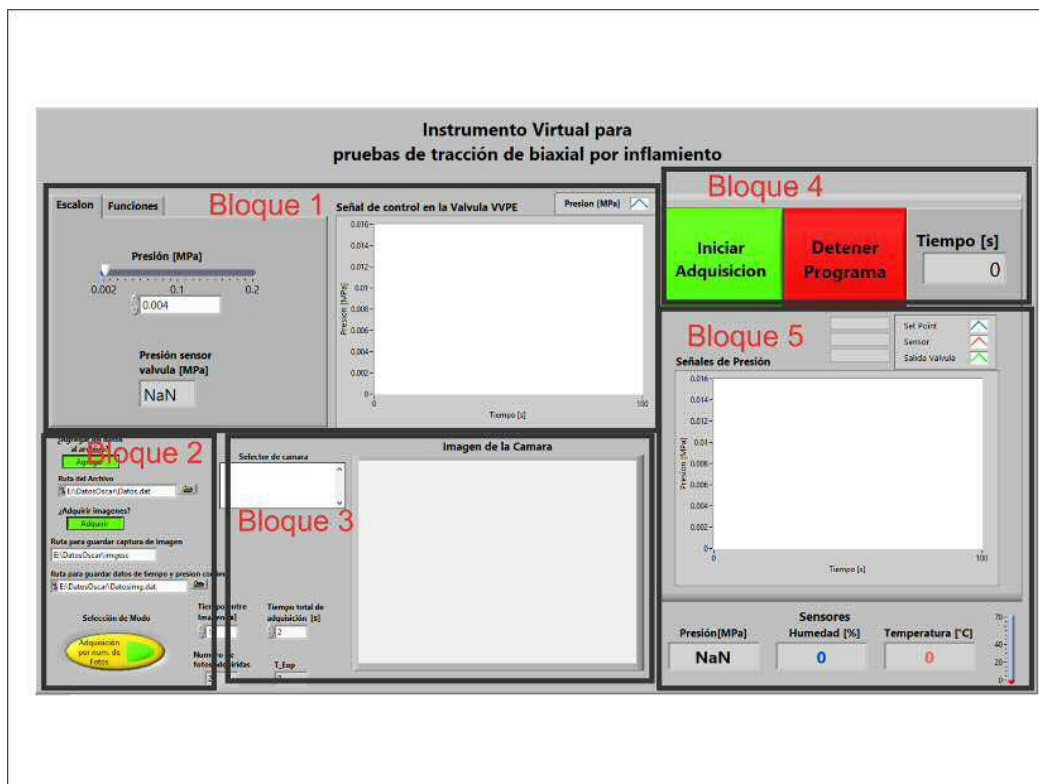 Instrumento Virtual para
pruebas de tracción de biaxial por inflamiento
Bloque 1
Escalon
Funciones
Presión [MPa]
0.002
0.1
0.2
0.004
Presión sensor
valvula [MPa]
NaN
Señal de control en la Valvula VVPE
Presion (MPa)
0.016
0.014
0.012
0.01
0.008
0.006
0.004
0.002
0
Presion [MPa]
0
100
Tiempo [s]
Bloque 4
Iniciar
Adquisicion
Detener
Programa
Tiempo [s]
0
Bloque 5
Set Point
Sensor
Salida Valvula
Señales de Presión
0.016
0.014
0.012
0.01
0.008
0.006
0.004
0.002
0
Presion [MPa]
0
100
Tiempo [s]
Sensores
Presión[MPa]
Humedad [%]
Temperatura [°C]
NaN
0
0
70
40
20
0
Bloque 2
al
Ruta del Archivo
E:\DatosOscar\Datos.dat
¿Adquirir imagenes?
Adquirir
Ruta para guardar captura de imagen
E:\DatosOscar\imgesc
Ruta para guardar datos de tiempo y presion
E:\DatosOscar\Datosimg.dat
Selección de Modo
Adquisición
por num. de
Fotos
Bloque 3
Selector de camara
Imagen de la Camara
Tiempo total de
adquisición [s]
2
T_Exp